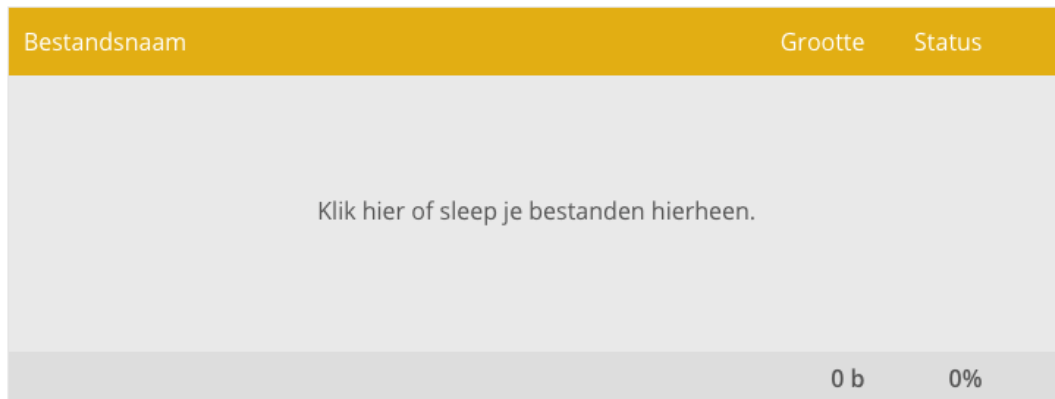 Bestandsnaam Grootte Status
Klik hier of sleep je bestanden hierheen.
0 b 0%